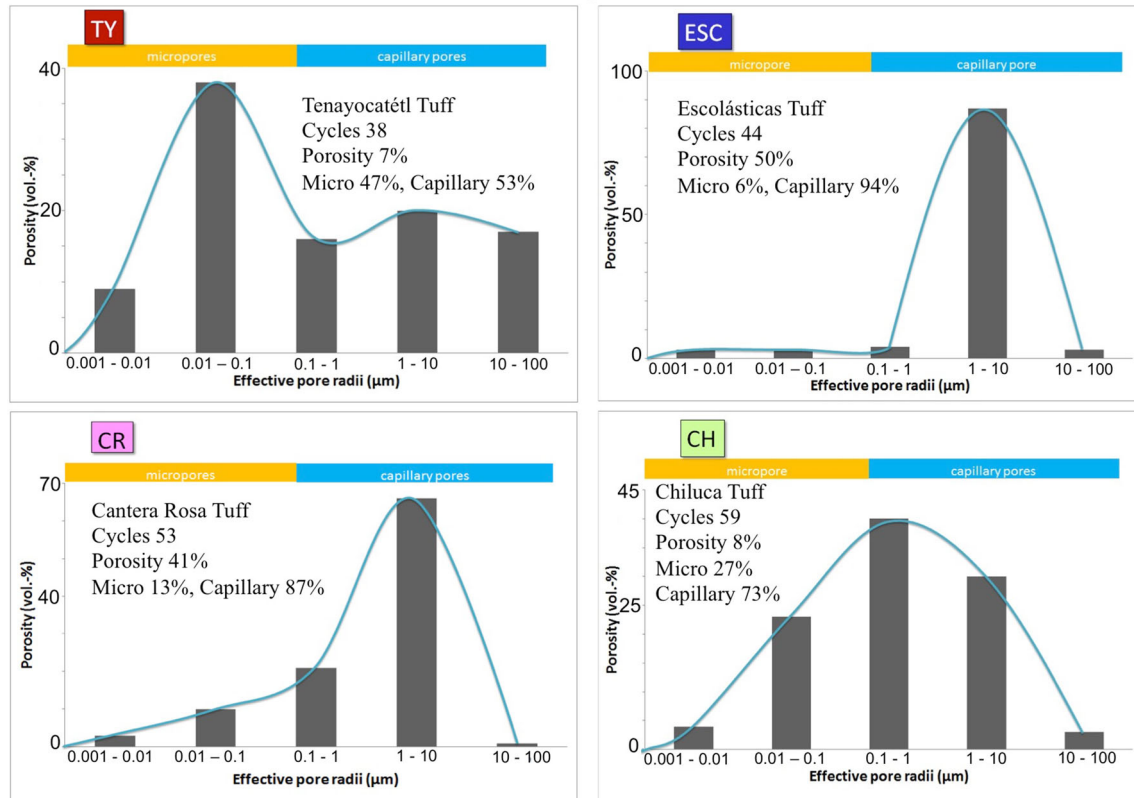 TY
micropores capillary pores
40
Tenayocatétl Tuff
Cycles 38
Porosity 7%
Micro 47%, Capillary 53%
20
0
Porosity (vol.-%)
0.001 - 0.01 0.01 – 0.1 0.1 - 1 1 - 10 10 - 100
Effective pore radii (µm)
ESC
micropore capillary pore
100
Escolásticas Tuff
Cycles 44
Porosity 50%
Micro 6%, Capillary 94%
50
0
Porosity (vol.-%)
0.001 - 0.01 0.01 – 0.1 0.1 - 1 1 - 10 10 - 100
Effective pore radii (µm)
CR
micropores capillary pores
70
Cantera Rosa Tuff
Cycles 53
Porosity 41%
Micro 13%, Capillary 87%
40
0
Porosity (vol.-%)
0.001 - 0.01 0.01 – 0.1 0.1 - 1 1 - 10 10 - 100
Effective pore radii (µm)
CH
micropore capillary pores
45
Chiluca Tuff
Cycles 59
Porosity 8%
Micro 27%
Capillary 73%
25
0
Porosity (vol.-%)
0.001 - 0.01 0.01 – 0.1 0.1 - 1 1 - 10 10 - 100
Effective pore radii (µm)